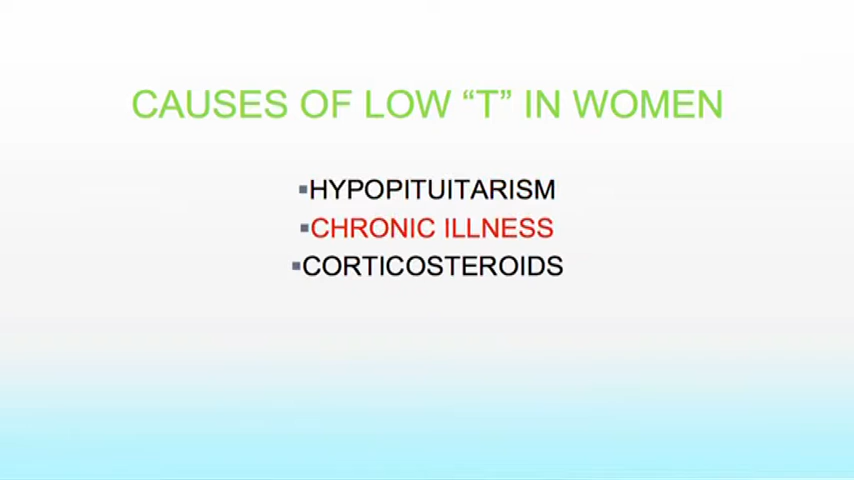 CAUSES OF LOW “T” IN WOMEN
▪HYPOPITUITARISM
▪CHRONIC ILLNESS
▪CORTICOSTEROIDS